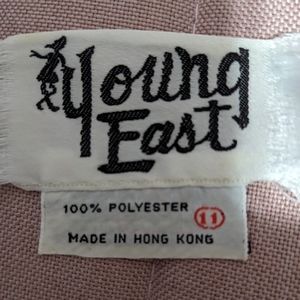 Young
East
100% POLYESTER 11
MADE IN HONG KONG